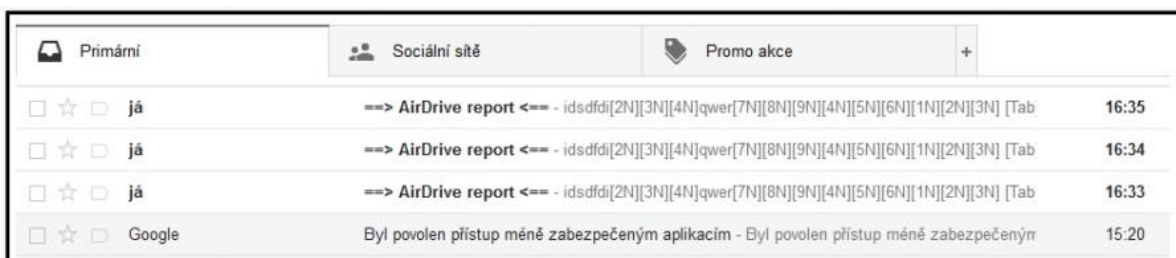 Primární Sociální sítě Promo akce +
já ==> AirDrive report <== - idsdfdi[2N][3N][4N]qwer[7N][8N][9N][4N][5N][6N][1N][2N][3N] [Tab 16:35
já ==> AirDrive report <== - idsdfdi[2N][3N][4N]qwer[7N][8N][9N][4N][5N][6N][1N][2N][3N] [Tab 16:34
já ==> AirDrive report <== - idsdfdi[2N][3N][4N]qwer[7N][8N][9N][4N][5N][6N][1N][2N][3N] [Tab 16:33
Google Byl povolen přístup méně zabezpečeným aplikacím - Byl povolen přístup méně zabezpečeným 15:20